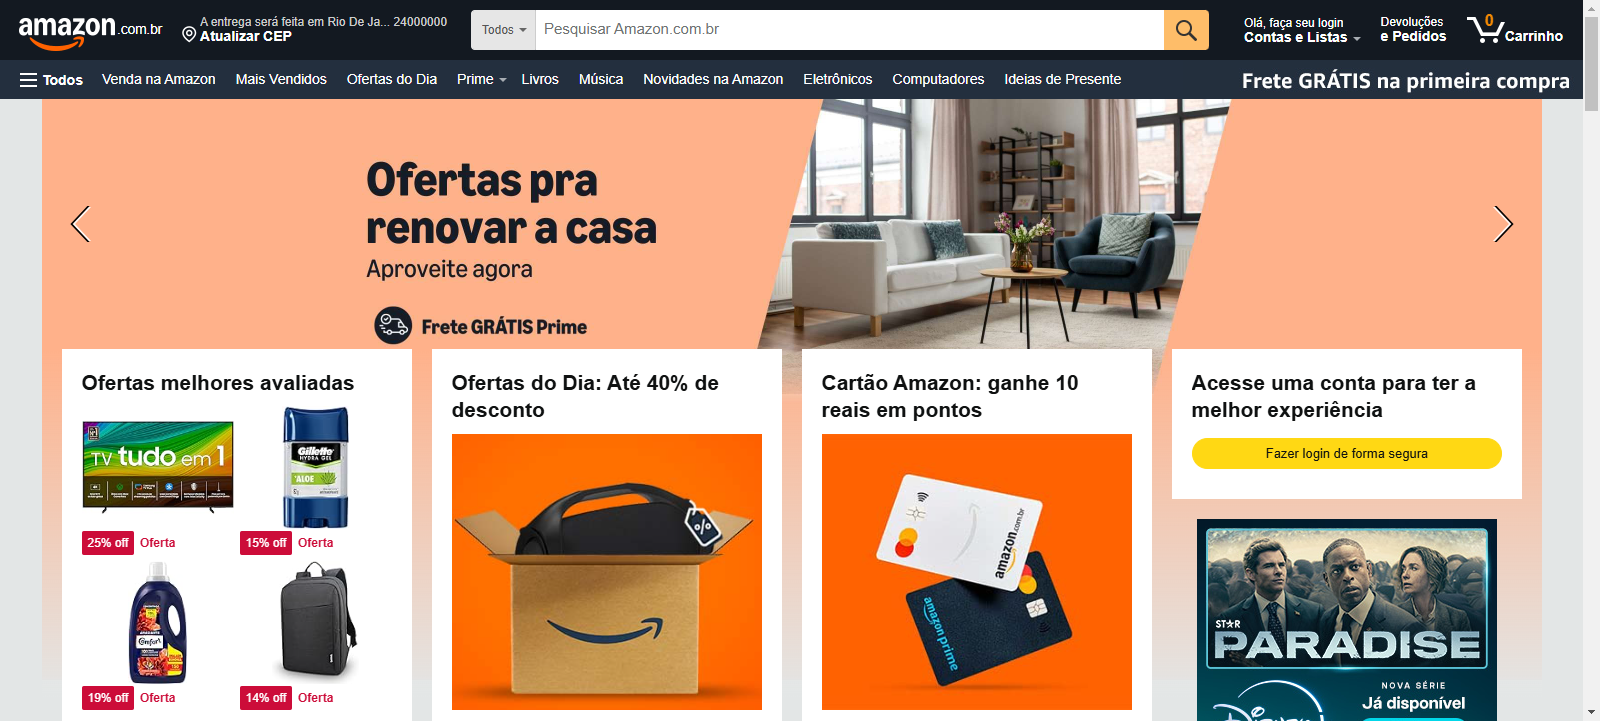 amazon.com.br
A entrega será feita em Rio De Ja... 24000000
Atualizar CEP
Todos
Pesquisar Amazon.com.br
Olá, faça seu login
Contas e Listas
Devoluções
e Pedidos
0
Carrinho
Todos
Venda na Amazon
Mais Vendidos
Ofertas do Dia
Prime
Livros
Música
Novidades na Amazon
Eletrônicos
Computadores
Ideias de Presente
Frete GRÁTIS na primeira compra
Ofertas pra
renovar a casa
Aproveite agora
Frete GRÁTIS Prime
Ofertas melhores avaliadas
TV tudo em 1
Gillette
HYDRA GEL
ALOE
25% off Oferta
15% off Oferta
Comfort
19% off Oferta
14% off Oferta
Ofertas do Dia: Até 40% de
desconto
%
Cartão Amazon: ganhe 10
reais em pontos
amazon.com.br
amazon prime
Acesse uma conta para ter a
melhor experiência
Fazer login de forma segura
STAR
PARADISE
NOVA SÉRIE
Já disponível